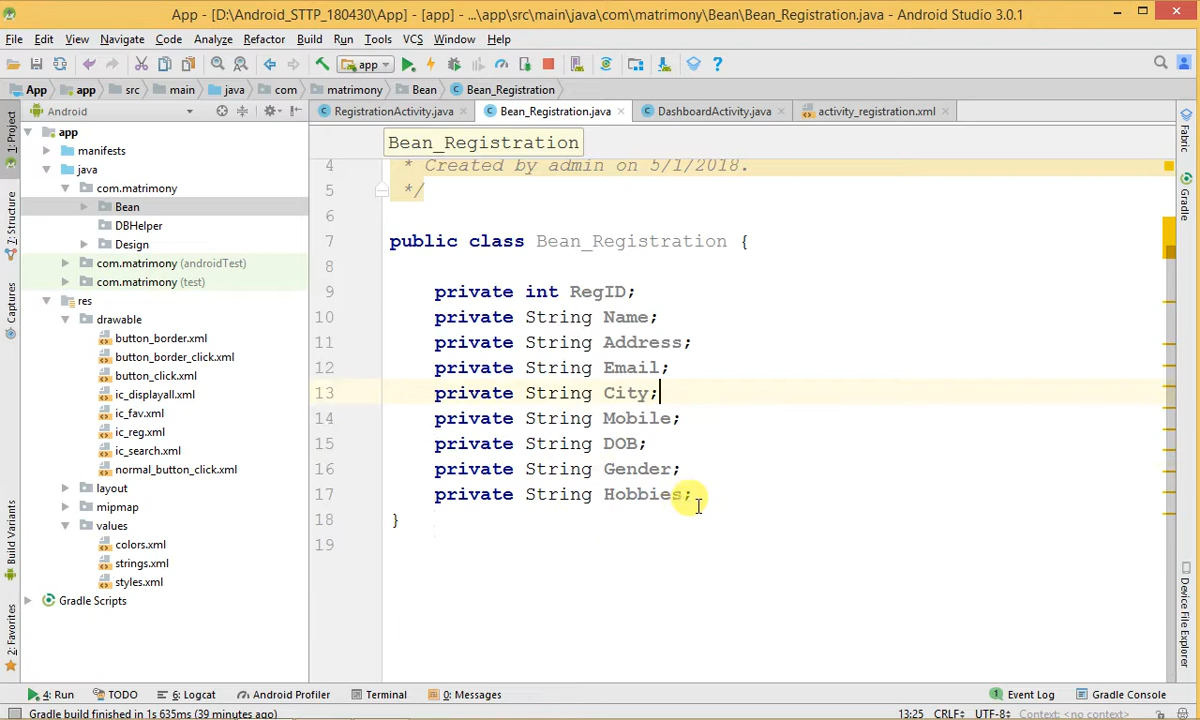 App - [D:\Android_STTP_180430\App] - [app] - ...\app\src\main\java\com\matrimony\Bean\Bean_Registration.java - Android Studio 3.0.1
File Edit View Navigate Code Analyze Refactor Build Run Tools VCS Window Help
app
App app src main java com matrimony Bean Bean_Registration
Android
RegistrationActivity.java Bean_Registration.java DashboardActivity.java activity_registration.xml
1: Project
7: Structure
Captures
Build Variants
2: Favorites
app
manifests
java
com.matrimony
Bean
DBHelper
Design
com.matrimony (androidTest)
com.matrimony (test)
res
drawable
button_border.xml
button_border_click.xml
button_click.xml
ic_displayall.xml
ic_fav.xml
ic_reg.xml
ic_search.xml
normal_button_click.xml
layout
mipmap
values
colors.xml
strings.xml
styles.xml
Gradle Scripts
Bean_Registration
4 * Created by admin on 5/1/2018.
5 */
6
7 public class Bean_Registration {
8
9 private int RegID;
10 private String Name;
11 private String Address;
12 private String Email;
13 private String City;
14 private String Mobile;
15 private String DOB;
16 private String Gender;
17 private String Hobbies;
18 }
19
Fabric
Gradle
Device File Explorer
4: Run TODO 6: Logcat Android Profiler Terminal 0: Messages Event Log Gradle Console
Gradle build finished in 1s 635ms (39 minutes ago) 13:25 CRLF UTF-8 Context: <no context>